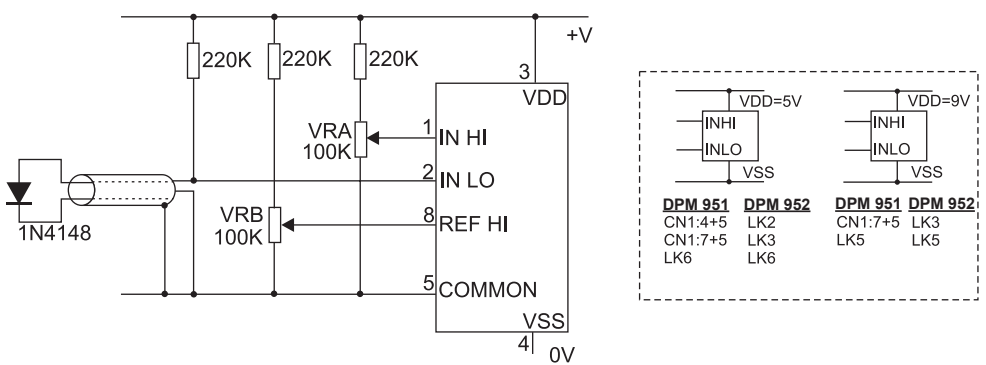 +V
220K 220K 220K
3
VDD
VRA
100K
1
IN HI
2
IN LO
VRB
100K
8
REF HI
1N4148
5
COMMON
VSS
4
0V
VDD=5V
INHI
INLO
VSS
VDD=9V
INHI
INLO
VSS
DPM 951 DPM 952
CN1:4+5 LK2
CN1:7+5 LK3
LK6 LK6
DPM 951 DPM 952
CN1:7+5 LK3
LK5 LK5